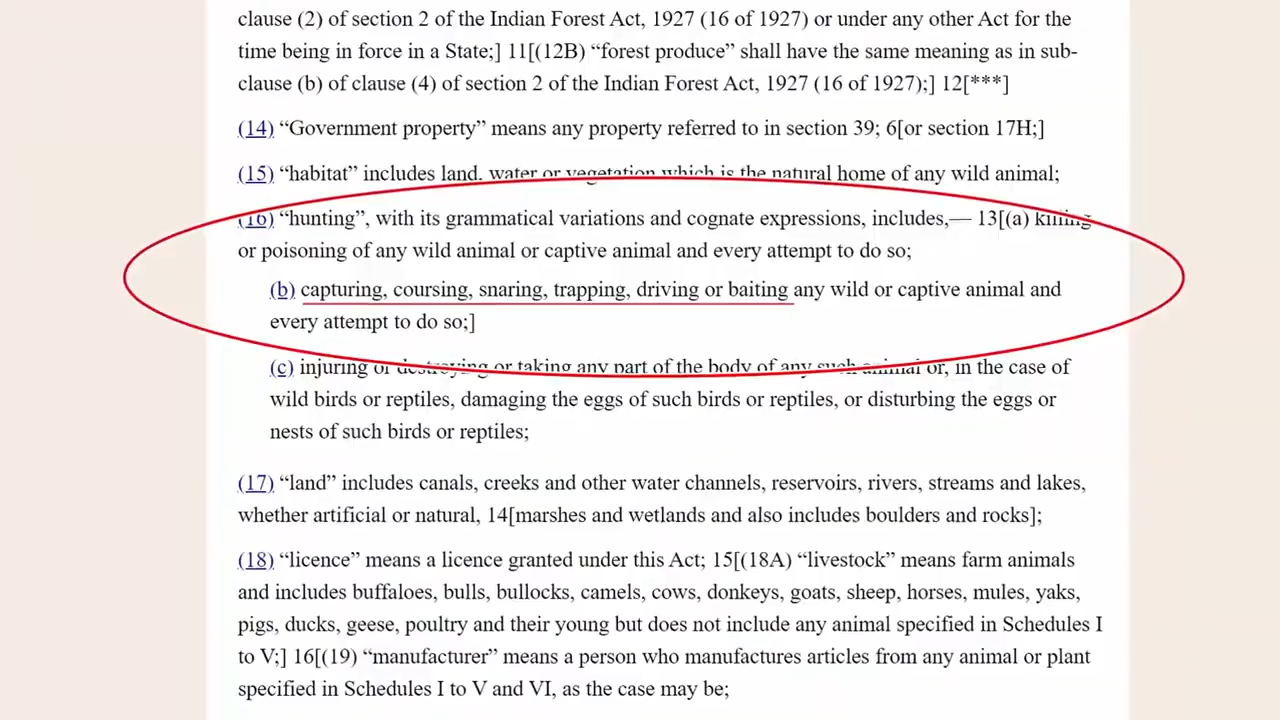 clause (2) of section 2 of the Indian Forest Act, 1927 (16 of 1927) or under any other Act for the
time being in force in a State;] 11[(12B) “forest produce” shall have the same meaning as in sub-
clause (b) of clause (4) of section 2 of the Indian Forest Act, 1927 (16 of 1927);] 12[***]
(14) “Government property” means any property referred to in section 39; 6[or section 17H;]
(15) “habitat” includes land, water or vegetation which is the natural home of any wild animal;
(16) “hunting”, with its grammatical variations and cognate expressions, includes,— 13[(a) killing
or poisoning of any wild animal or captive animal and every attempt to do so;
(b) capturing, coursing, snaring, trapping, driving or baiting any wild or captive animal and
every attempt to do so;]
(c) injuring or destroying or taking any part of the body of any such animal or, in the case of
wild birds or reptiles, damaging the eggs of such birds or reptiles, or disturbing the eggs or
nests of such birds or reptiles;
(17) “land” includes canals, creeks and other water channels, reservoirs, rivers, streams and lakes,
whether artificial or natural, 14[marshes and wetlands and also includes boulders and rocks];
(18) “licence” means a licence granted under this Act; 15[(18A) “livestock” means farm animals
and includes buffaloes, bulls, bullocks, camels, cows, donkeys, goats, sheep, horses, mules, yaks,
pigs, ducks, geese, poultry and their young but does not include any animal specified in Schedules I
to V;] 16[(19) “manufacturer” means a person who manufactures articles from any animal or plant
specified in Schedules I to V and VI, as the case may be;